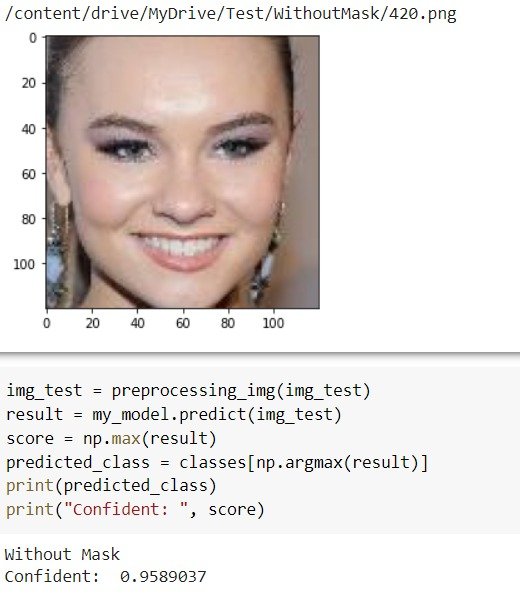 /content/drive/MyDrive/Test/WithoutMask/420.png
0
20
40
60
80
100
0 20 40 60 80 100
img_test = preprocessing_img(img_test)
result = my_model.predict(img_test)
score = np.max(result)
predicted_class = classes[np.argmax(result)]
print(predicted_class)
print("Confident: ", score)
Without Mask
Confident:  0.9589037